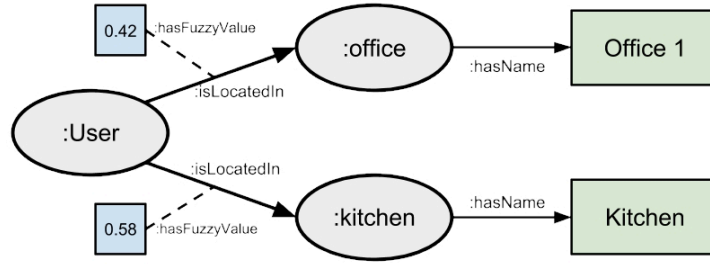 0.42
:hasFuzzyValue
:office
Office 1
:hasName
:isLocatedIn
:User
:isLocatedIn
:hasName
:kitchen
Kitchen
0.58
:hasFuzzyValue